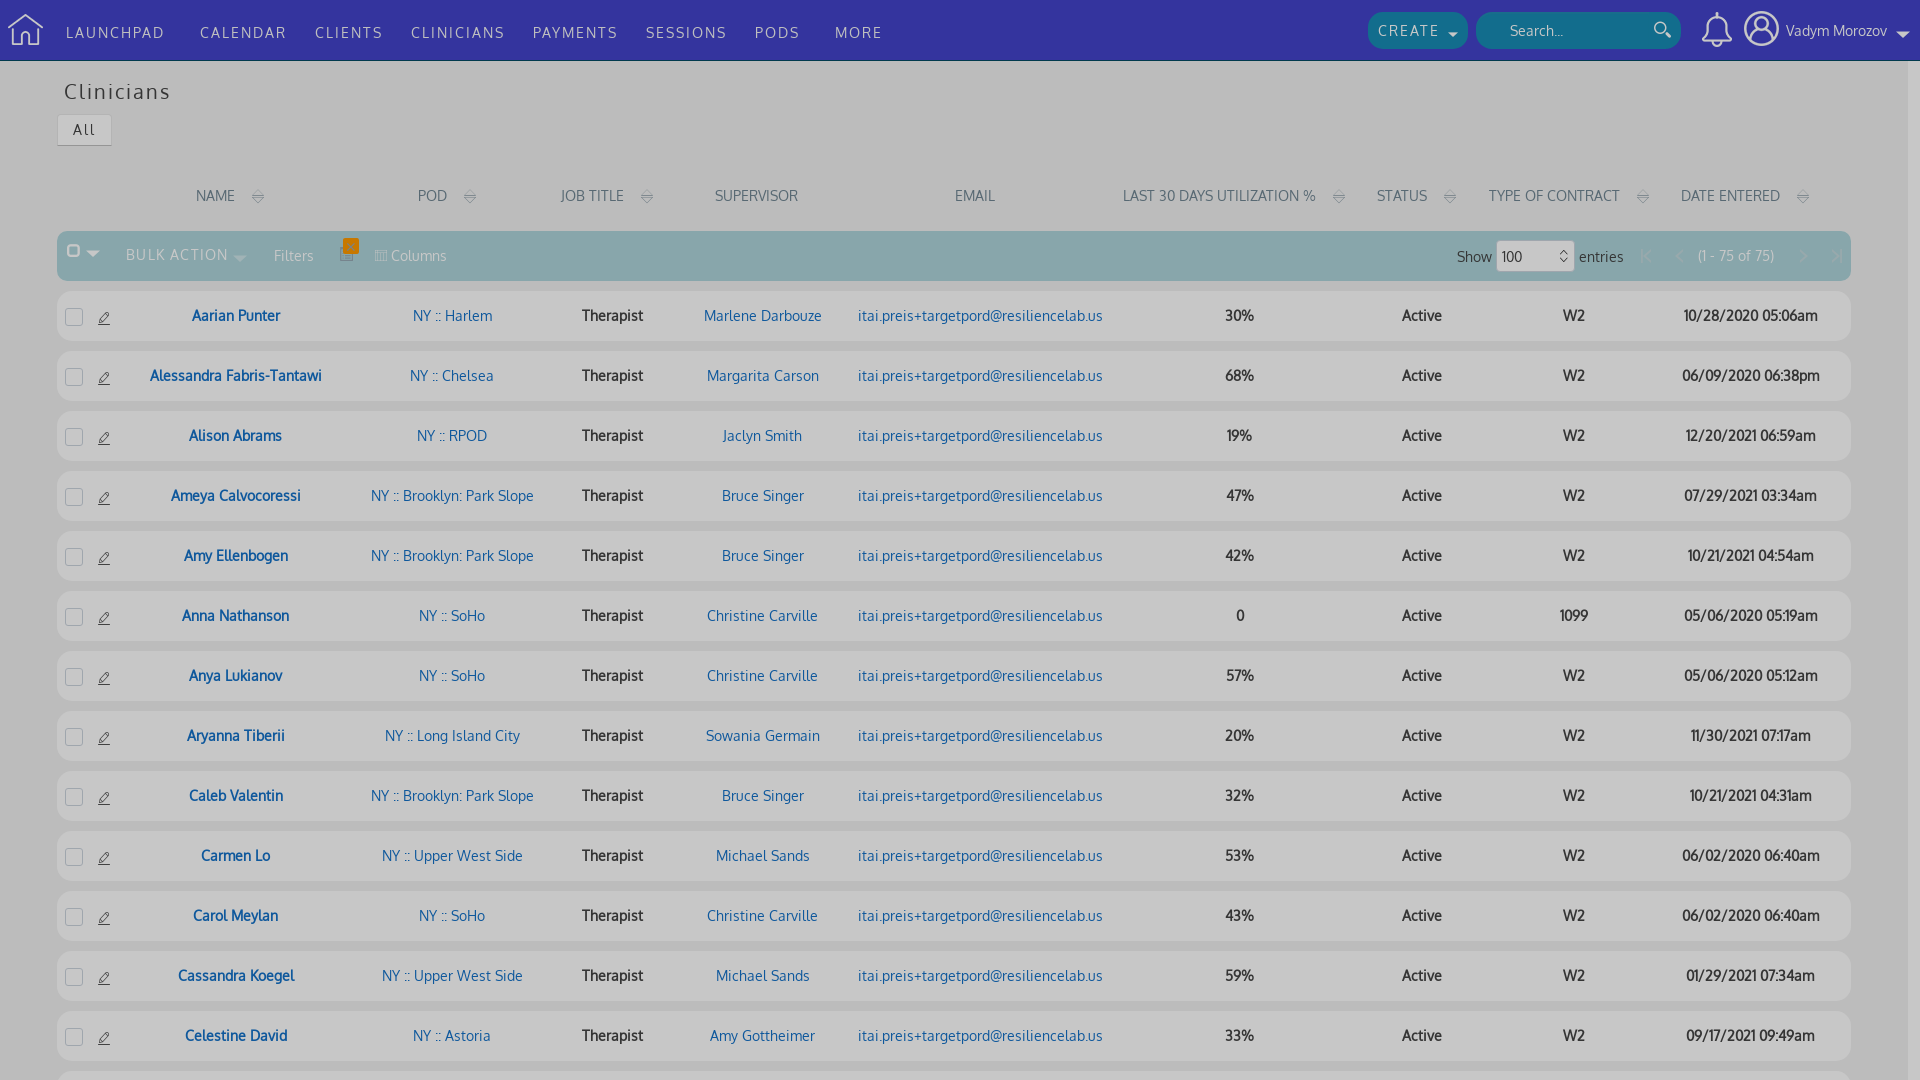 LAUNCHPAD CALENDAR CLIENTS CLINICIANS PAYMENTS SESSIONS PODS MORE CREATE Search... Vadym Morozov
Clinicians
All
NAME POD JOB TITLE SUPERVISOR EMAIL LAST 30 DAYS UTILIZATION % STATUS TYPE OF CONTRACT DATE ENTERED
BULK ACTION Filters Columns Show 100 entries (1 - 75 of 75)
Aarian Punter NY :: Harlem Therapist Marlene Darbouze itai.preis+targetpord@resiliencelab.us 30% Active W2 10/28/2020 05:06am
Alessandra Fabris-Tantawi NY :: Chelsea Therapist Margarita Carson itai.preis+targetpord@resiliencelab.us 68% Active W2 06/09/2020 06:38pm
Alison Abrams NY :: RPOD Therapist Jaclyn Smith itai.preis+targetpord@resiliencelab.us 19% Active W2 12/20/2021 06:59am
Ameya Calvocoressi NY :: Brooklyn: Park Slope Therapist Bruce Singer itai.preis+targetpord@resiliencelab.us 47% Active W2 07/29/2021 03:34am
Amy Ellenbogen NY :: Brooklyn: Park Slope Therapist Bruce Singer itai.preis+targetpord@resiliencelab.us 42% Active W2 10/21/2021 04:54am
Anna Nathanson NY :: SoHo Therapist Christine Carville itai.preis+targetpord@resiliencelab.us 0 Active 1099 05/06/2020 05:19am
Anya Lukianov NY :: SoHo Therapist Christine Carville itai.preis+targetpord@resiliencelab.us 57% Active W2 05/06/2020 05:12am
Aryanna Tiberii NY :: Long Island City Therapist Sowania Germain itai.preis+targetpord@resiliencelab.us 20% Active W2 11/30/2021 07:17am
Caleb Valentin NY :: Brooklyn: Park Slope Therapist Bruce Singer itai.preis+targetpord@resiliencelab.us 32% Active W2 10/21/2021 04:31am
Carmen Lo NY :: Upper West Side Therapist Michael Sands itai.preis+targetpord@resiliencelab.us 53% Active W2 06/02/2020 06:40am
Carol Meylan NY :: SoHo Therapist Christine Carville itai.preis+targetpord@resiliencelab.us 43% Active W2 06/02/2020 06:40am
Cassandra Koegel NY :: Upper West Side Therapist Michael Sands itai.preis+targetpord@resiliencelab.us 59% Active W2 01/29/2021 07:34am
Celestine David NY :: Astoria Therapist Amy Gottheimer itai.preis+targetpord@resiliencelab.us 33% Active W2 09/17/2021 09:49am